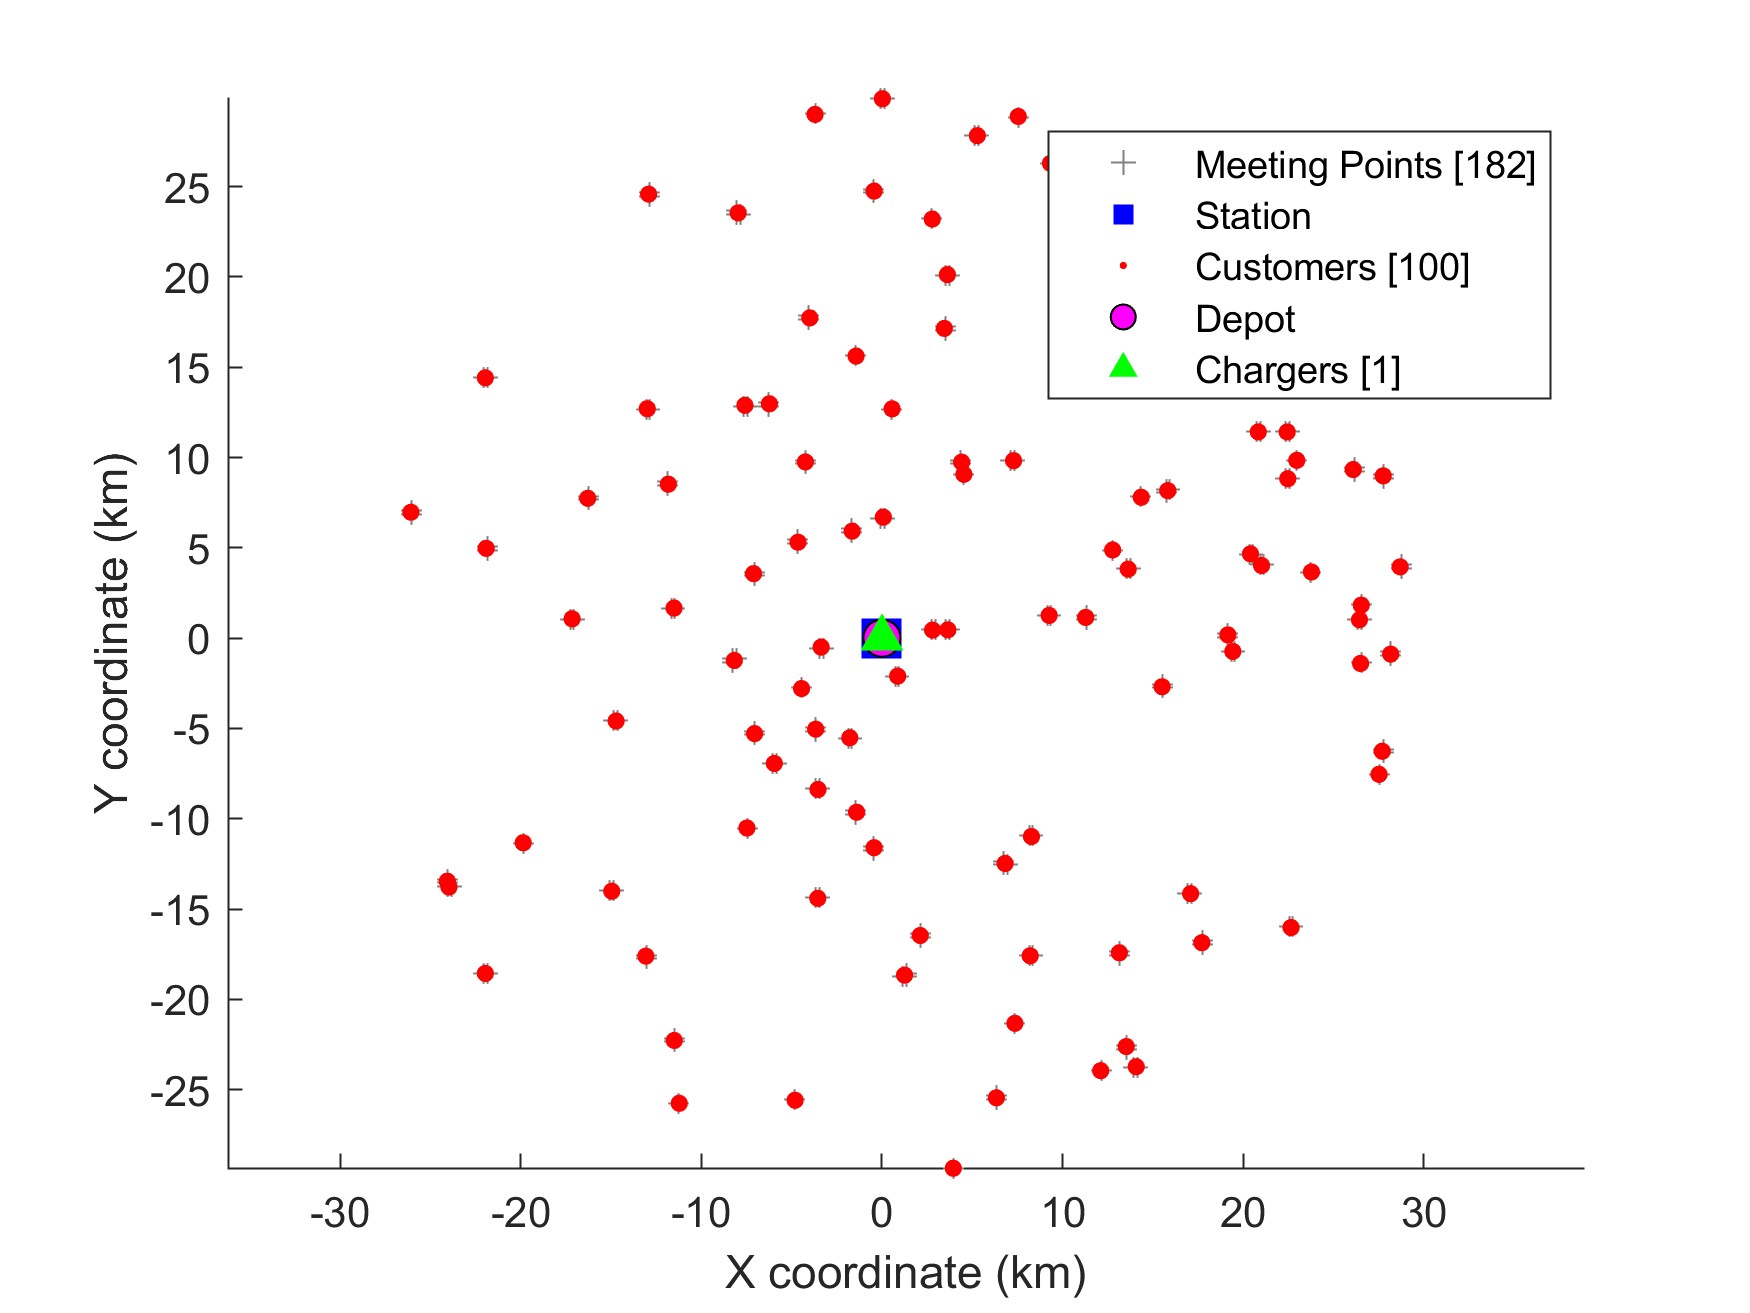 Meeting Points [182]
Station
Customers [100]
Depot
Chargers [1]
25
20
15
10
5
0
-5
-10
-15
-20
-25
Y coordinate (km)
-30 -20 -10 0 10 20 30
X coordinate (km)